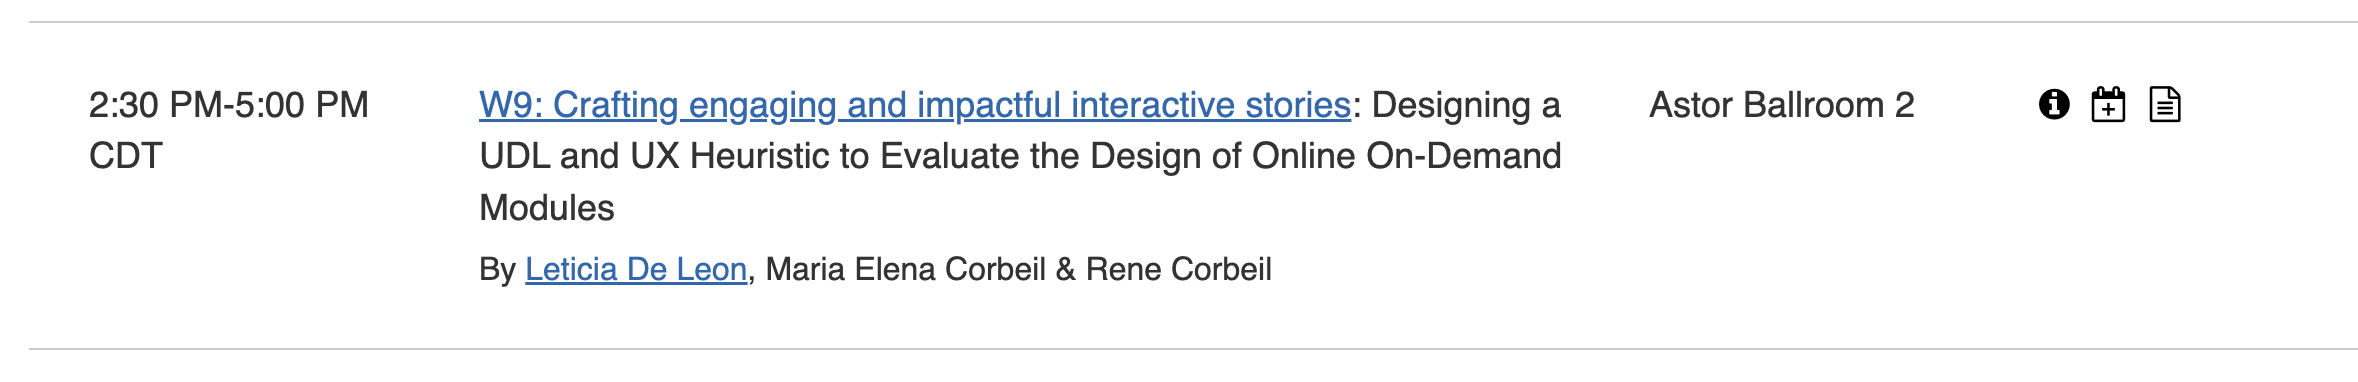 2:30 PM-5:00 PM
CDT
W9: Crafting engaging and impactful interactive stories: Designing a
UDL and UX Heuristic to Evaluate the Design of Online On-Demand
Modules
By Leticia De Leon, Maria Elena Corbeil & Rene Corbeil
Astor Ballroom 2